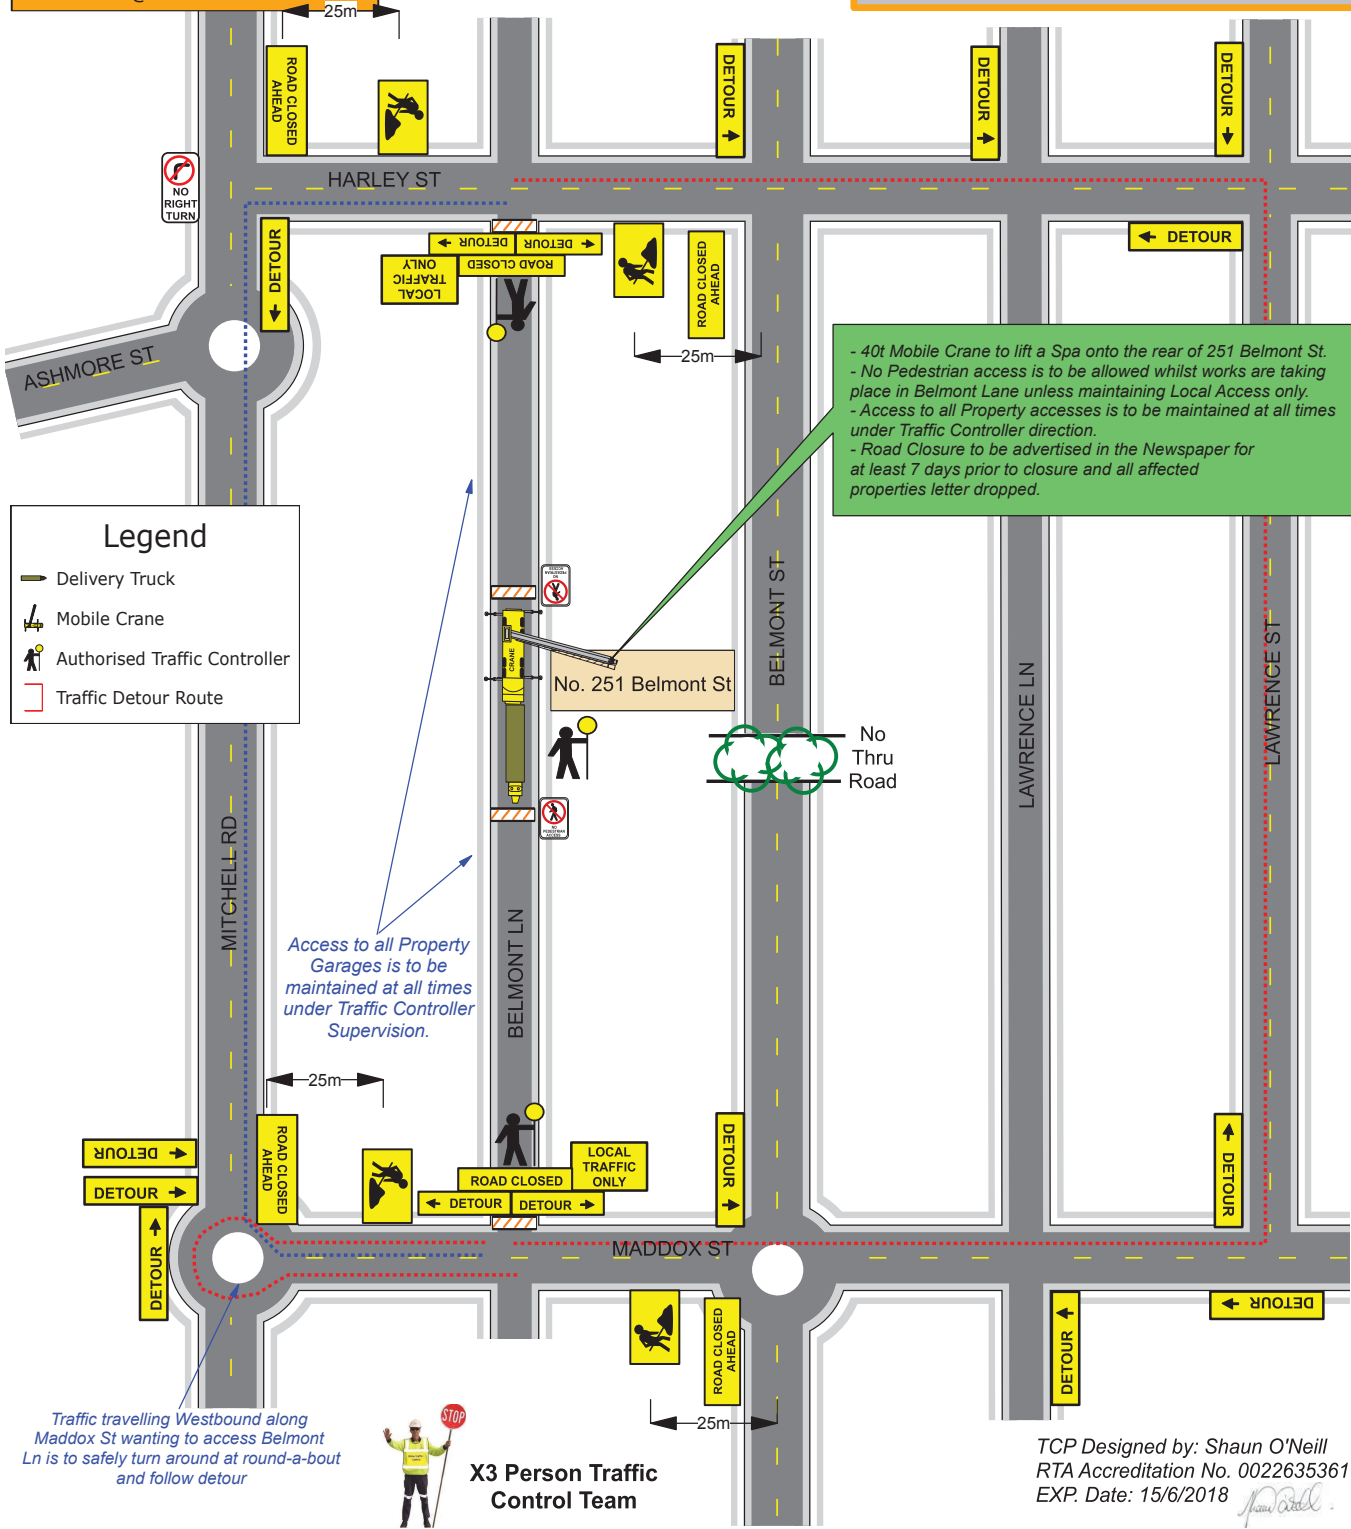 25m
ROAD CLOSED
AHEAD
DETOUR
DETOUR
DETOUR
NO
RIGHT
TURN
HARLEY ST
DETOUR
DETOUR
DETOUR
ROAD CLOSED
LOCAL
TRAFFIC
ONLY
ROAD CLOSED
AHEAD
DETOUR
25m
ASHMORE ST
- 40t Mobile Crane to lift a Spa onto the rear of 251 Belmont St.
- No Pedestrian access is to be allowed whilst works are taking
place in Belmont Lane unless maintaining Local Access only.
- Access to all Property accesses is to be maintained at all times
under Traffic Controller direction.
- Road Closure to be advertised in the Newspaper for
at least 7 days prior to closure and all affected
properties letter dropped.
Legend
Delivery Truck
Mobile Crane
Authorised Traffic Controller
Traffic Detour Route
NO
PEDESTRIAN
ACCESS
CRANE
No. 251 Belmont St
BELMONT ST
LAWRENCE LN
LAWRENCE ST
No
Thru
Road
NO
PEDESTRIAN
ACCESS
MITCHELL RD
BELMONT LN
Access to all Property
Garages is to be
maintained at all times
under Traffic Controller
Supervision.
25m
ROAD CLOSED
AHEAD
DETOUR
DETOUR
DETOUR
LOCAL
TRAFFIC
ONLY
ROAD CLOSED
DETOUR
DETOUR
DETOUR
DETOUR
MADDOX ST
ROAD CLOSED
AHEAD
DETOUR
DETOUR
25m
Traffic travelling Westbound along
Maddox St wanting to access Belmont
Ln is to safely turn around at round-a-bout
and follow detour
STOP
X3 Person Traffic
Control Team
TCP Designed by: Shaun O'Neill
RTA Accreditation No. 0022635361
EXP. Date: 15/6/2018